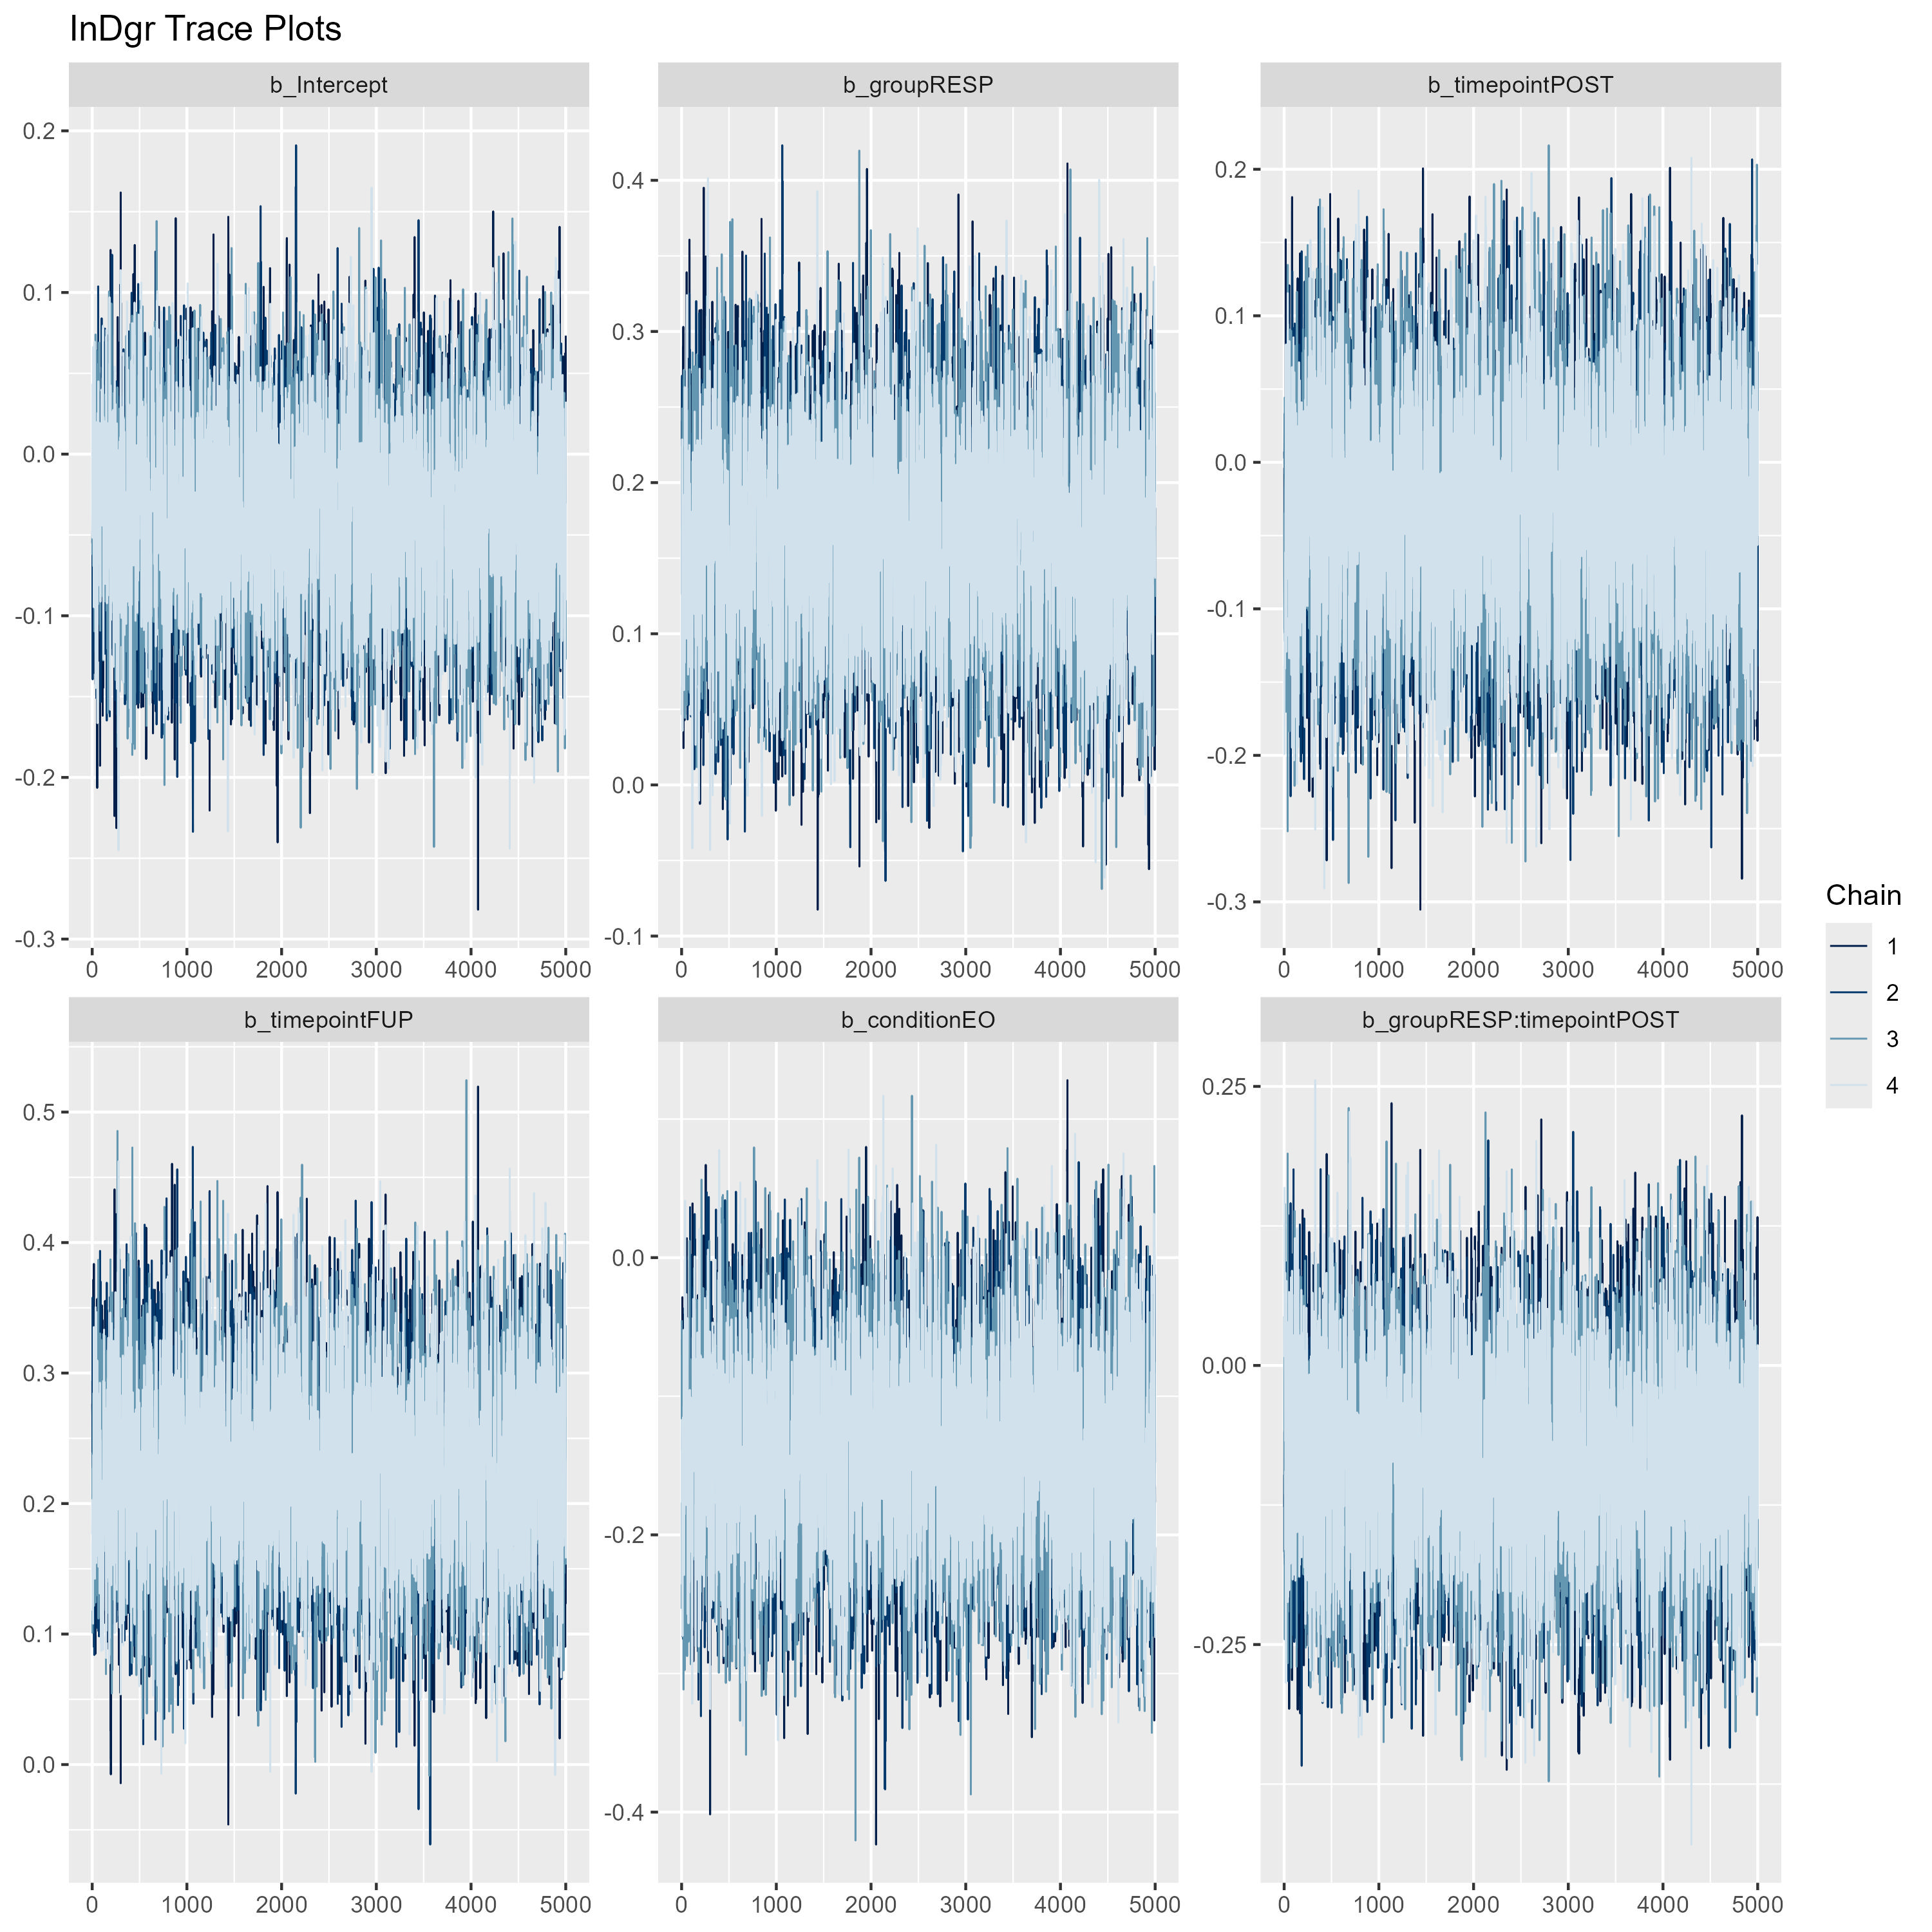 InDgr Trace Plots
b_Intercept
b_groupRESP
b_timepointPOST
0.2
0.1
0.0
-0.1
-0.2
-0.3
0.4
0.3
0.2
0.1
0.0
-0.1
0.2
0.1
0.0
-0.1
-0.2
-0.3
0 1000 2000 3000 4000 5000
0 1000 2000 3000 4000 5000
0 1000 2000 3000 4000 5000
b_timepointFUP
b_conditionEO
b_groupRESP:timepointPOST
0.5
0.4
0.3
0.2
0.1
0.0
0.0
-0.2
-0.4
0.25
0.00
-0.25
0 1000 2000 3000 4000 5000
0 1000 2000 3000 4000 5000
0 1000 2000 3000 4000 5000
Chain
1
2
3
4